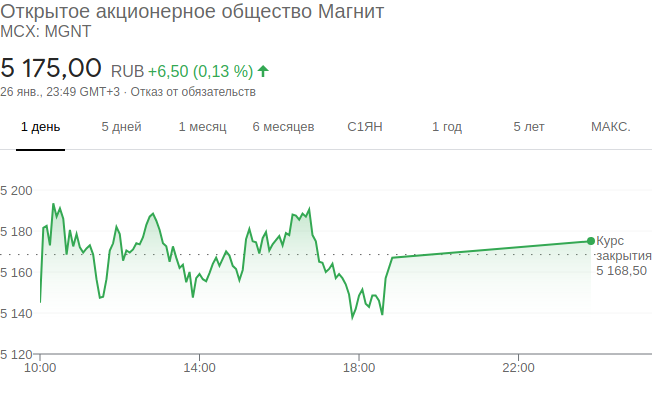 Открытое акционерное общество Магнит
MCX: MGNT
5 175,00 RUB +6,50 (0,13 %)
26 янв., 23:49 GMT+3 · Отказ от обязательств
1 день 5 дней 1 месяц 6 месяцев С1ЯН 1 год 5 лет МАКС.
5 200
5 180
Курс
закрытия
5 160
5 168,50
5 140
5 120
10:00 14:00 18:00 22:00